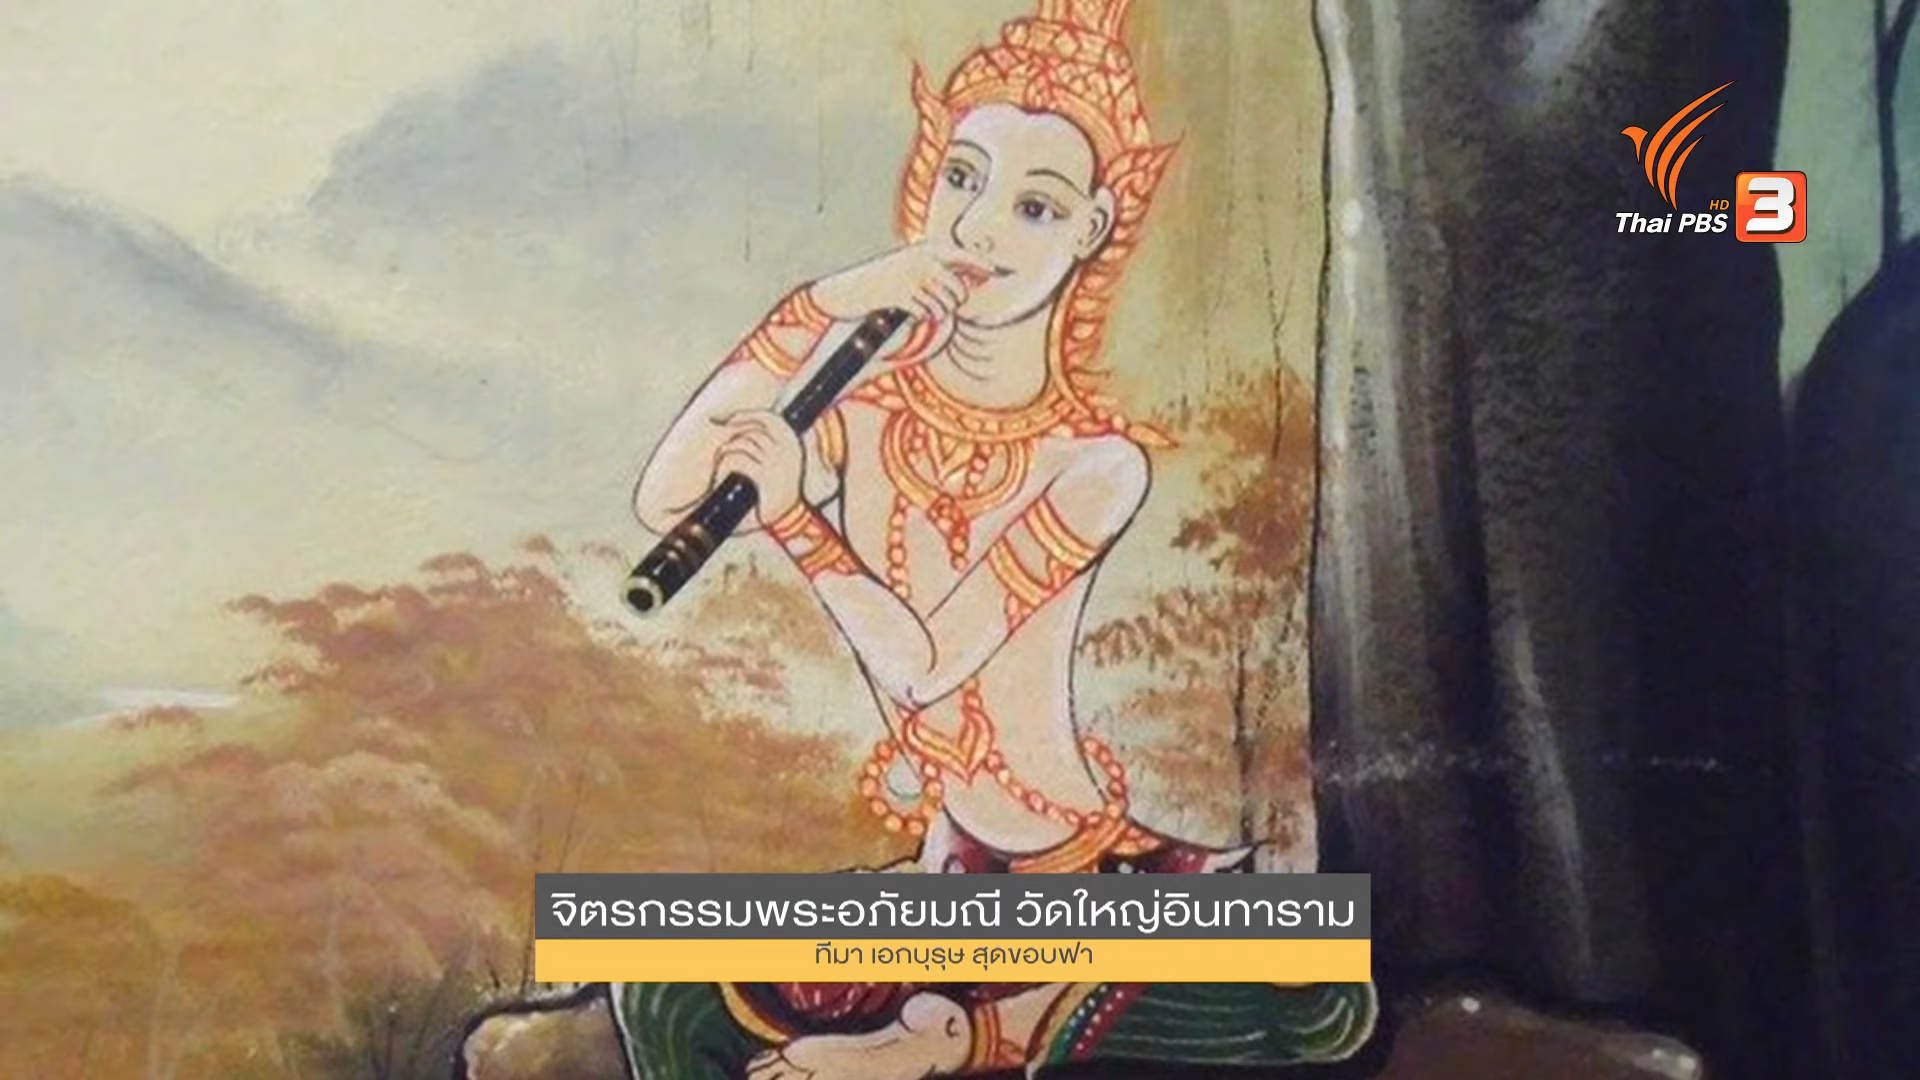 HD
Thai PBS 3
จิตรกรรมพระอภัยมณี วัดใหญ่อินทาราม
ที่มา เอกบุรุษ สุดขอบฟ้า